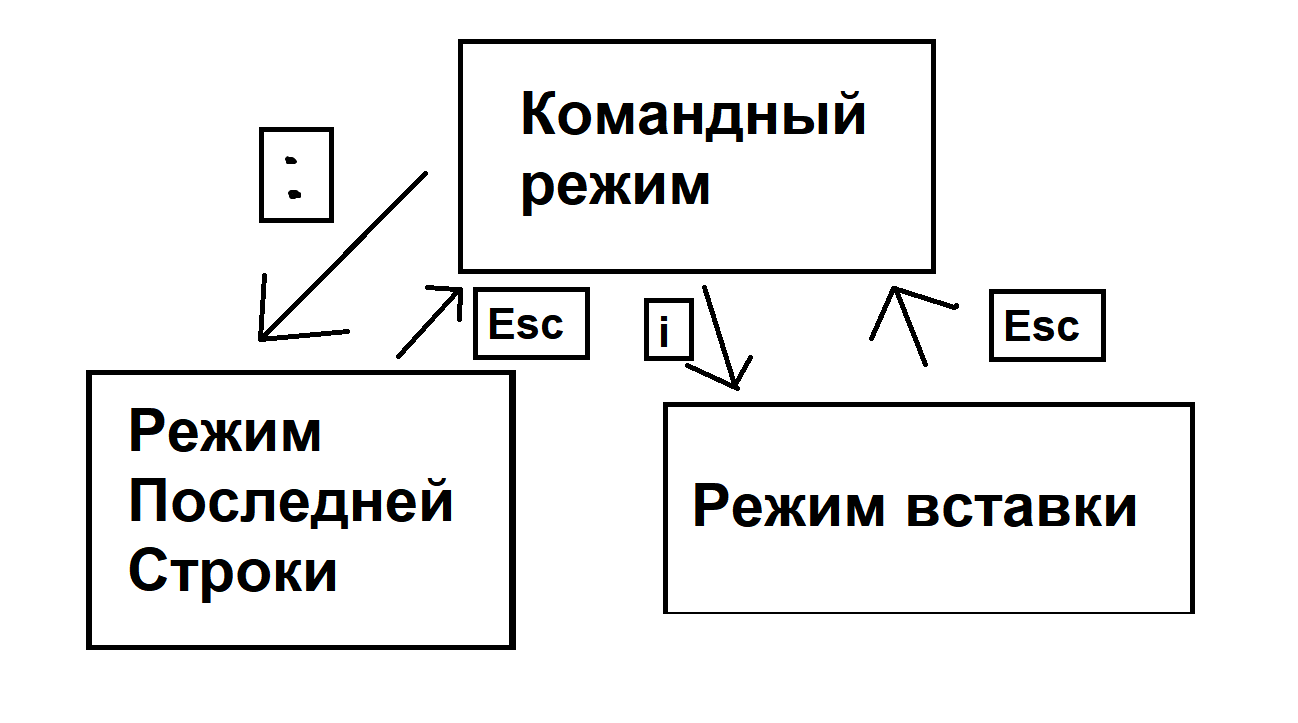 Командный
режим
:
Esc
i
Esc
Режим
Последней
Строки
Режим вставки